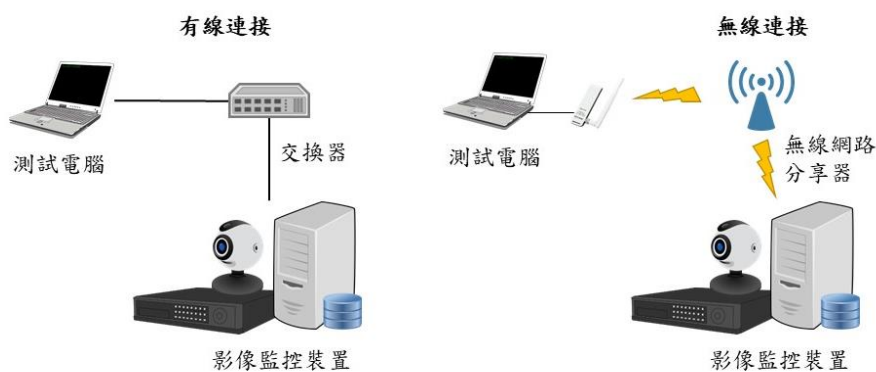 有線連接
測試電腦
交換器
影像監控裝置
無線連接
測試電腦
無線網路
分享器
影像監控裝置